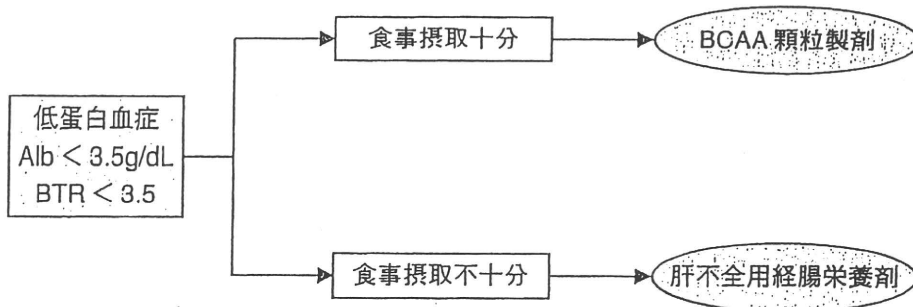 食事摂取十分
BCAA 顆粒製剤
低蛋白血症
Alb < 3.5g/dL
BTR < 3.5
食事摂取不十分
肝不全用経腸栄養剤